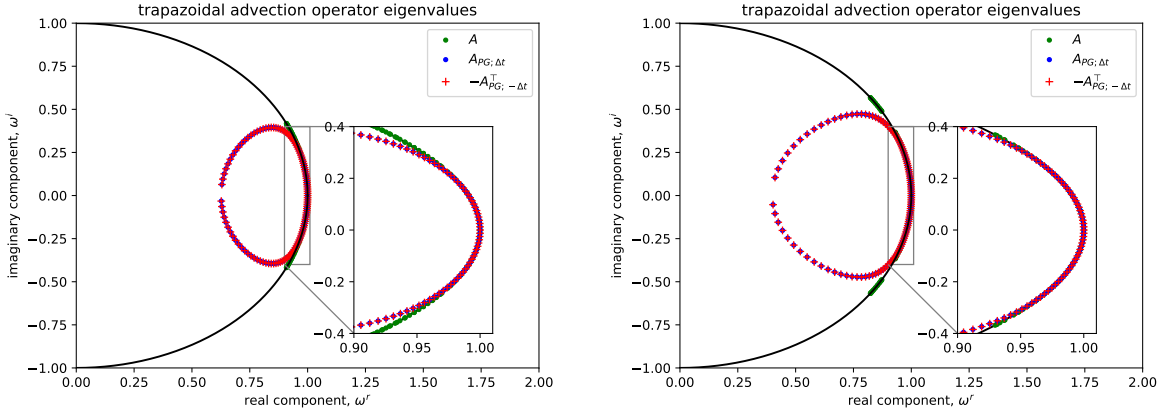 trapazoidal advection operator eigenvalues
1.00
0.75
0.50
0.25
0.00
−0.25
−0.50
−0.75
−1.00
imaginary component, ω^i
0.00 0.25 0.50 0.75 1.00 1.25 1.50 1.75 2.00
real component, ω^r
A
A_{PG;Δt}
−A^⊤_{PG;−Δt}
0.4
0.2
0.0
−0.2
−0.4
0.90 0.95 1.00
trapazoidal advection operator eigenvalues
1.00
0.75
0.50
0.25
0.00
−0.25
−0.50
−0.75
−1.00
imaginary component, ω^i
0.00 0.25 0.50 0.75 1.00 1.25 1.50 1.75 2.00
real component, ω^r
A
A_{PG;Δt}
−A^⊤_{PG;−Δt}
0.4
0.2
0.0
−0.2
−0.4
0.90 0.95 1.00